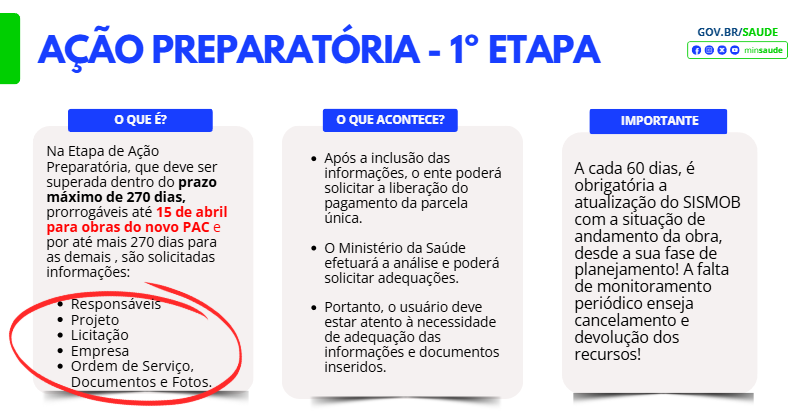 GOV.BR/SAUDE
minsaude
AÇÃO PREPARATÓRIA - 1º ETAPA
O QUE É?
Na Etapa de Ação
Preparatória, que deve ser
superada dentro do prazo
máximo de 270 dias,
prorrogáveis até 15 de abril
para obras do novo PAC e
por até mais 270 dias para
as demais , são solicitadas
informações:
• Responsáveis
• Projeto
• Licitação
• Empresa
• Ordem de Serviço,
Documentos e Fotos.
O QUE ACONTECE?
• Após a inclusão das
informações, o ente poderá
solicitar a liberação do
pagamento da parcela
única.
• O Ministério da Saúde
efetuará a análise e poderá
solicitar adequações.
• Portanto, o usuário deve
estar atento à necessidade
de adequação das
informações e documentos
inseridos.
IMPORTANTE
A cada 60 dias, é
obrigatória a
atualização do SISMOB
com a situação de
andamento da obra,
desde a sua fase de
planejamento! A falta
de monitoramento
periódico enseja
cancelamento e
devolução dos
recursos!